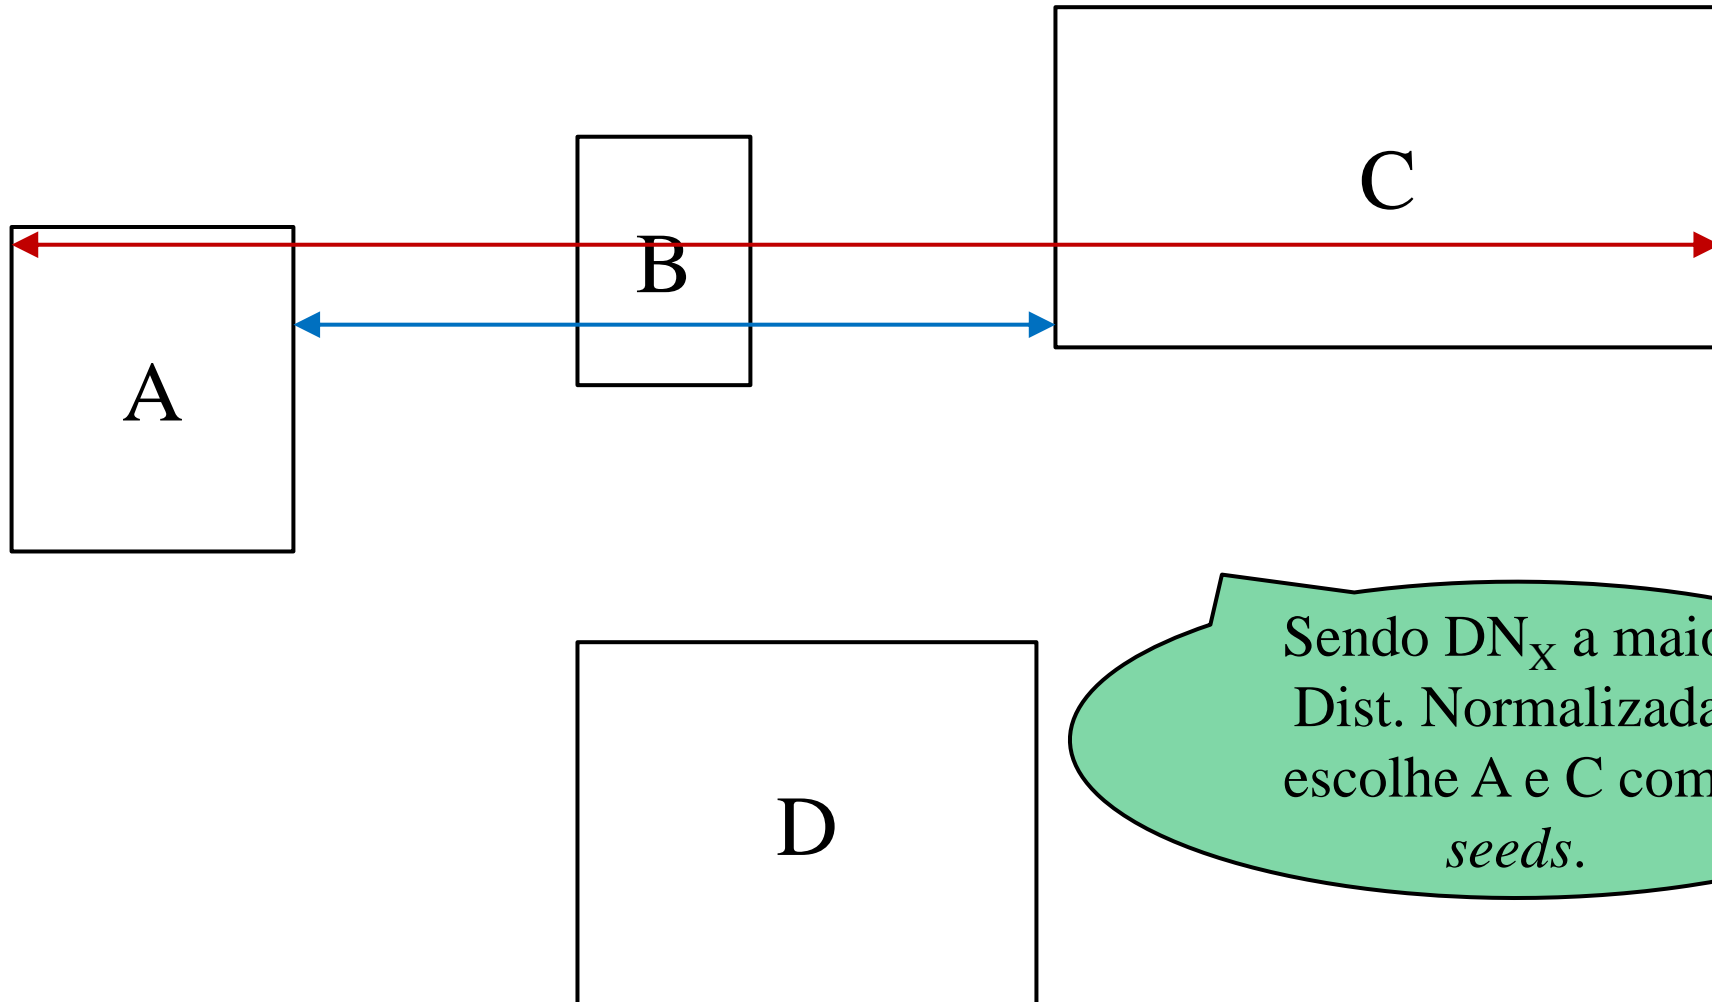 C
B
A
Sendo DNX a maio
Dist. Normalizada
escolhe A e C com
seeds.
D